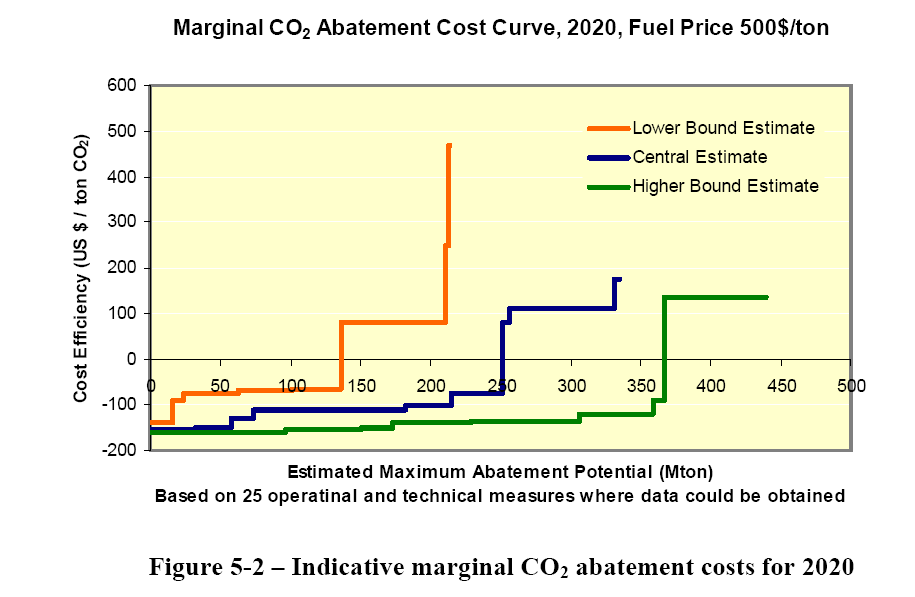 Marginal CO₂ Abatement Cost Curve, 2020, Fuel Price 500$/ton
600
500
400
300
200
100
0
-100
-200
Cost Efficiency (US $ / ton CO₂)
Lower Bound Estimate
Central Estimate
Higher Bound Estimate
0 50 100 150 200 250 300 350 400 450 500
Estimated Maximum Abatement Potential (Mton)
Based on 25 operatinal and technical measures where data could be obtained
Figure 5-2 – Indicative marginal CO₂ abatement costs for 2020